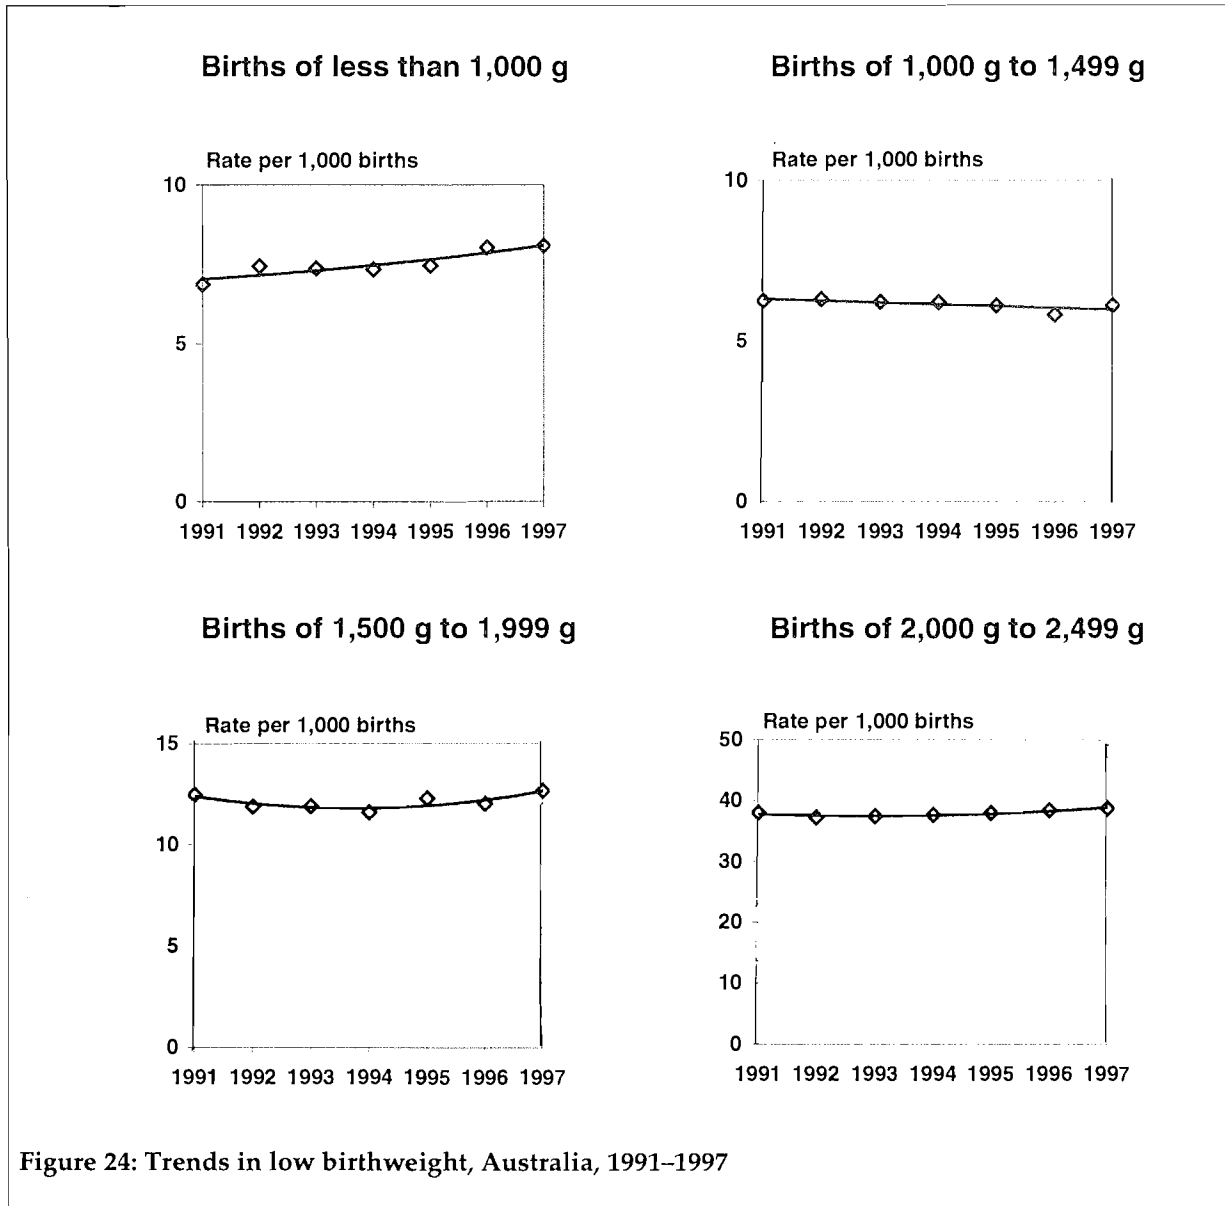 Births of less than 1,000 g
Rate per 1,000 births
10
5
0
1991 1992 1993 1994 1995 1996 1997
Births of 1,000 g to 1,499 g
Rate per 1,000 births
10
5
0
1991 1992 1993 1994 1995 1996 1997
Births of 1,500 g to 1,999 g
Rate per 1,000 births
15
10
5
0
1991 1992 1993 1994 1995 1996 1997
Births of 2,000 g to 2,499 g
Rate per 1,000 births
50
40
30
20
10
0
1991 1992 1993 1994 1995 1996 1997
Figure 24: Trends in low birthweight, Australia, 1991–1997